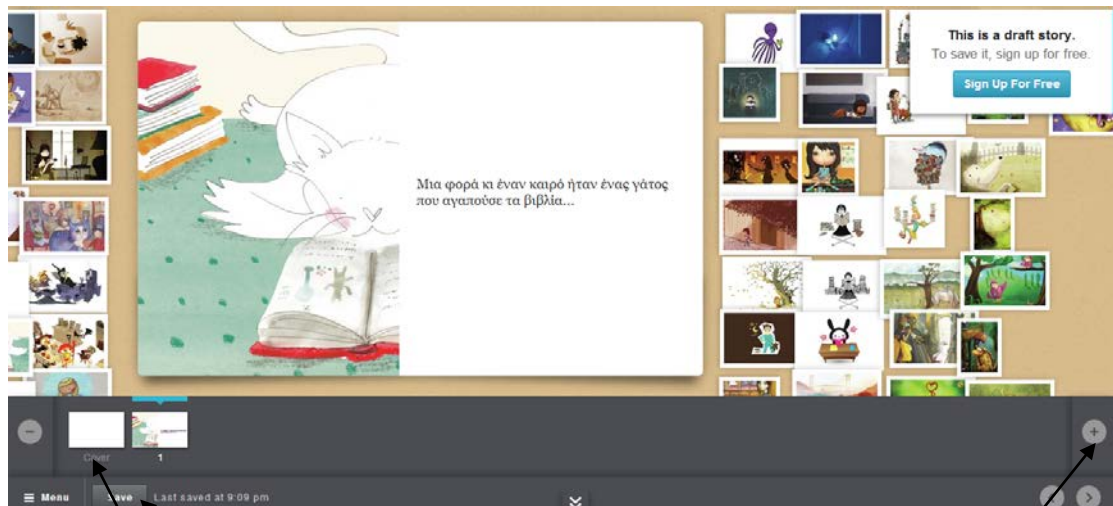 This is a draft story.
To save it, sign up for free.
Sign Up For Free
Μια φορά κι έναν καιρό ήταν ένας γάτος
που αγαπούσε τα βιβλία...
Cover
1
Menu
Save
Last saved at 9:09 pm